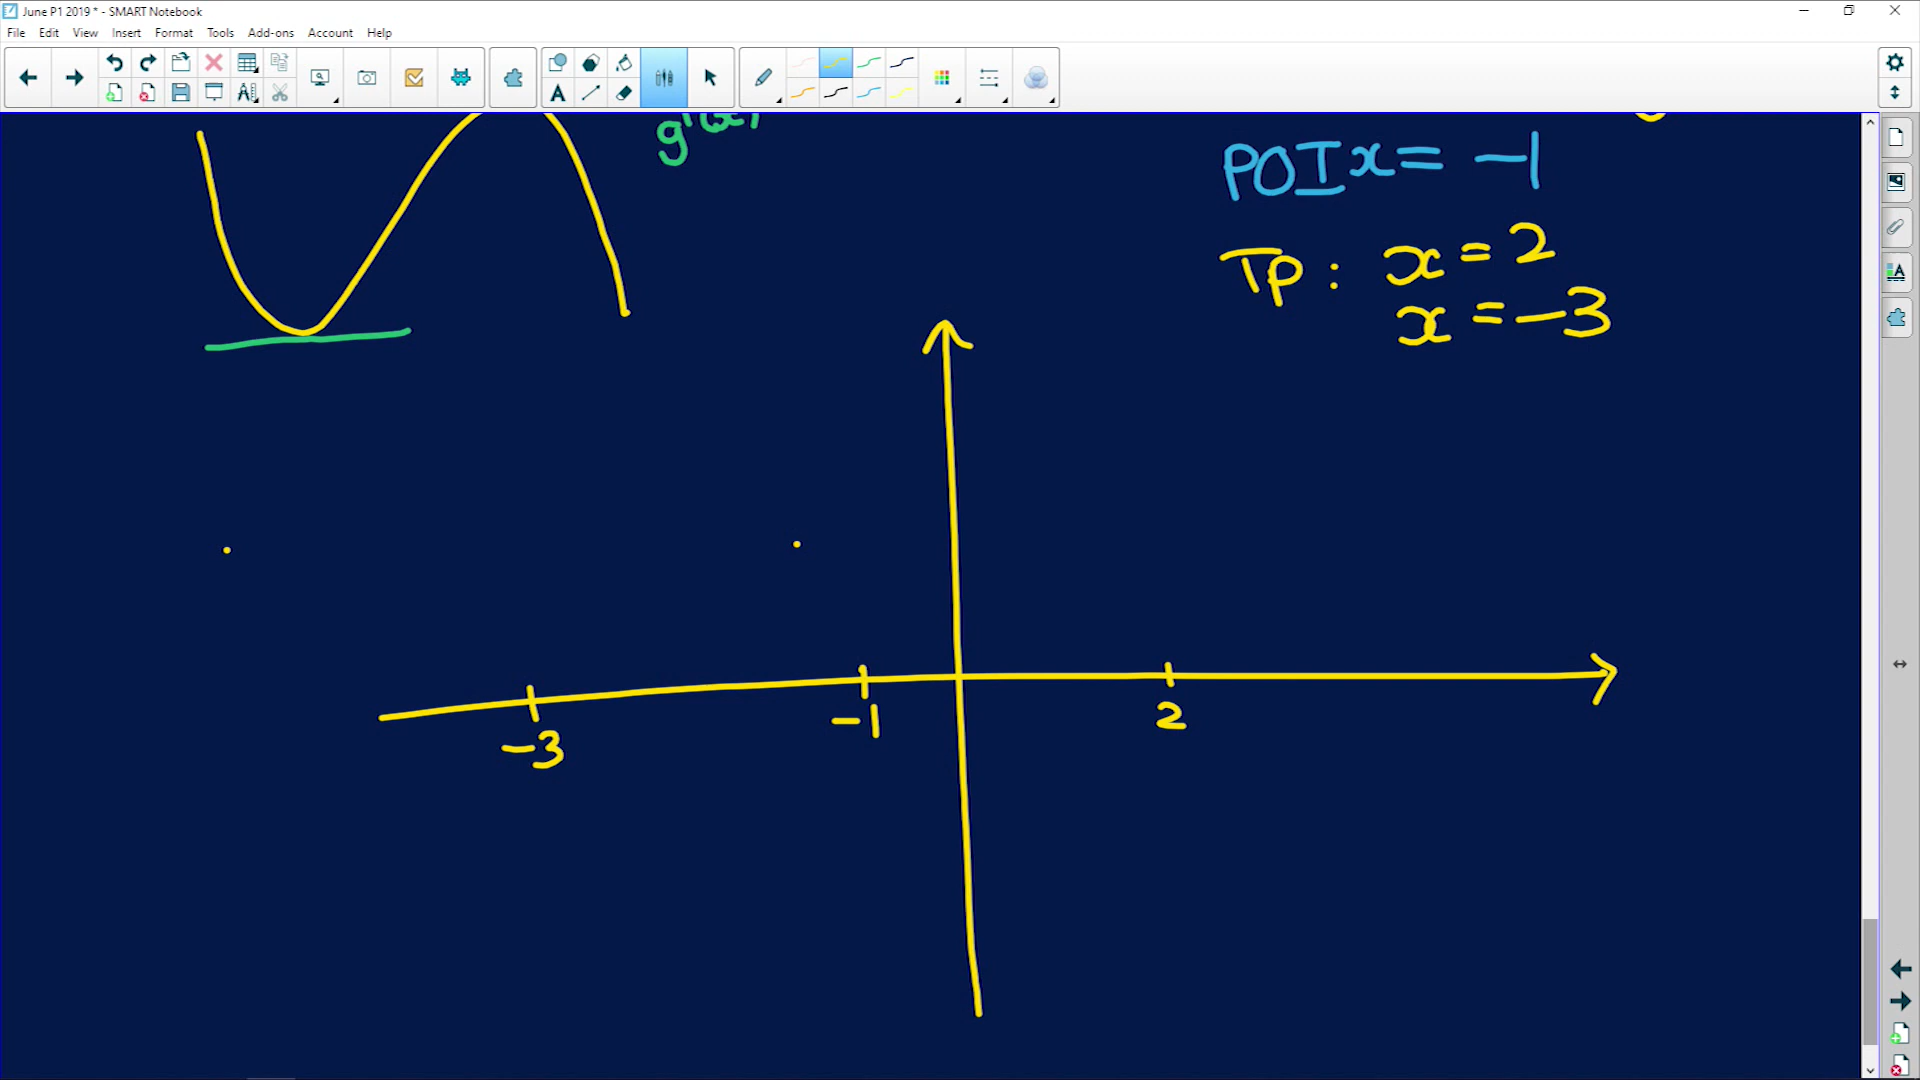 June P1 2019 * - SMART Notebook
File Edit View Insert Format Tools Add-ons Account Help
g'(x)
POI x = -1
TP : x = 2
x = -3
-3
-1
2